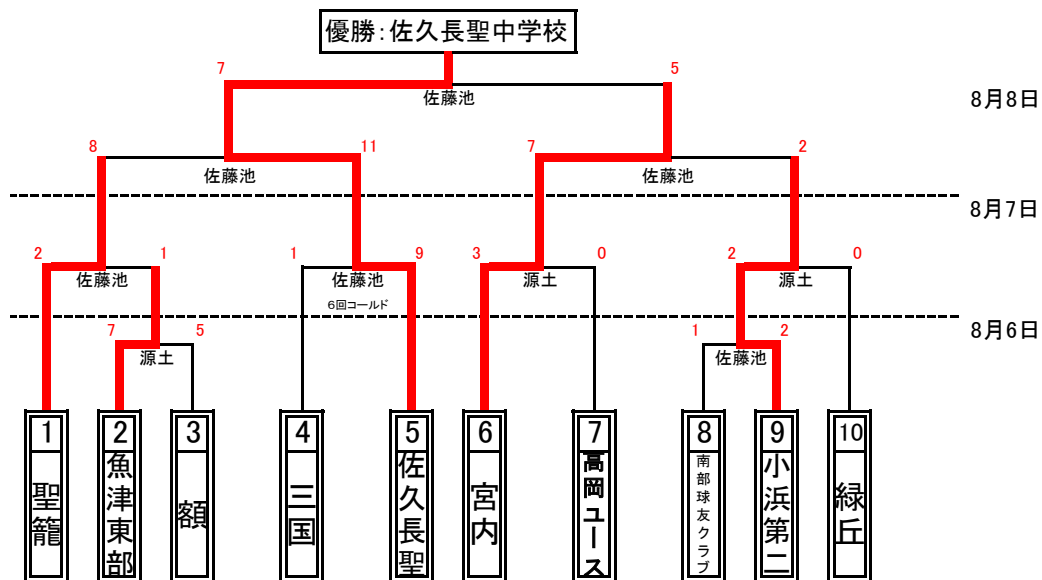 優勝：佐久長聖中学校
7
5
佐藤池
8月8日
8
11
7
2
佐藤池
佐藤池
8月7日
2
1
1
9
3
0
2
0
佐藤池
佐藤池
源土
源土
6回コールド
8月6日
7
5
1
2
源土
佐藤池
1
2
3
4
5
6
7
8
9
10
聖籠
魚津東部
額
三国
佐久長聖
宮内
高岡ユース
南部球友クラブ
小浜第二
緑丘